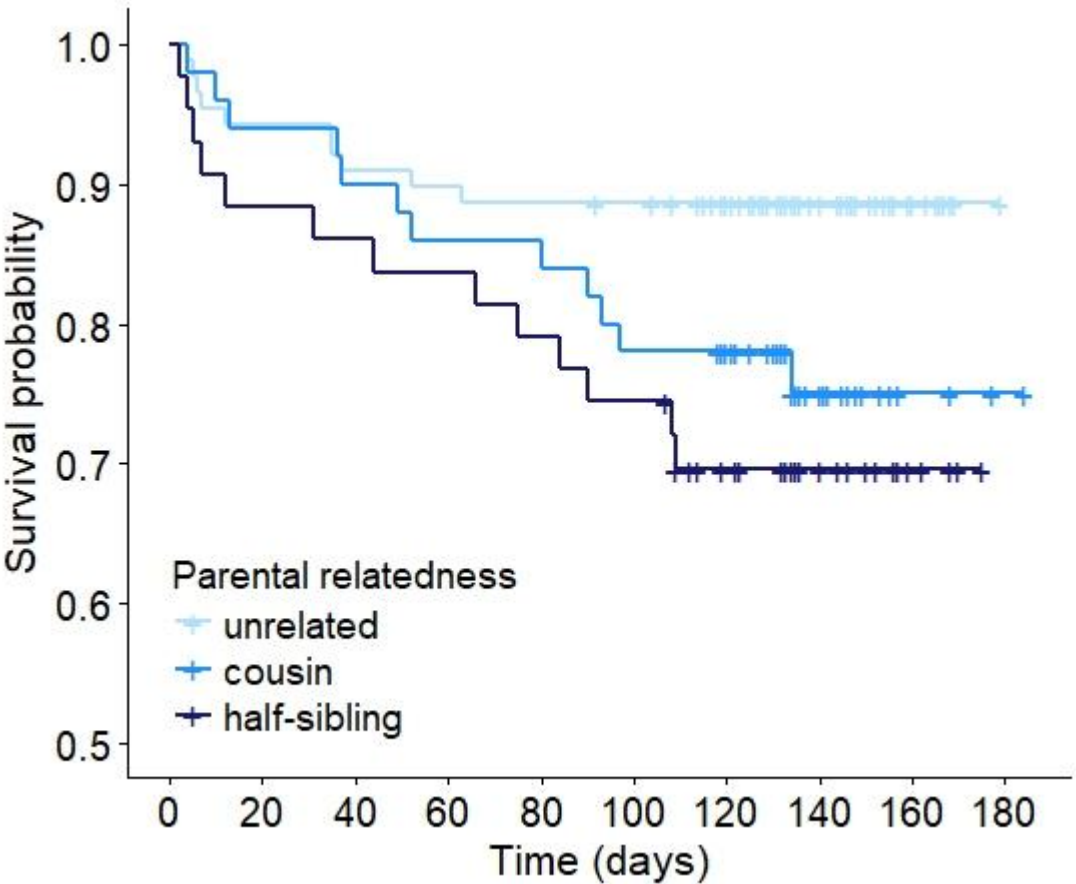 Survival probability
1.0
0.9
0.8
0.7
0.6
0.5
Parental relatedness
unrelated
cousin
half-sibling
0 20 40 60 80 100 120 140 160 180
Time (days)